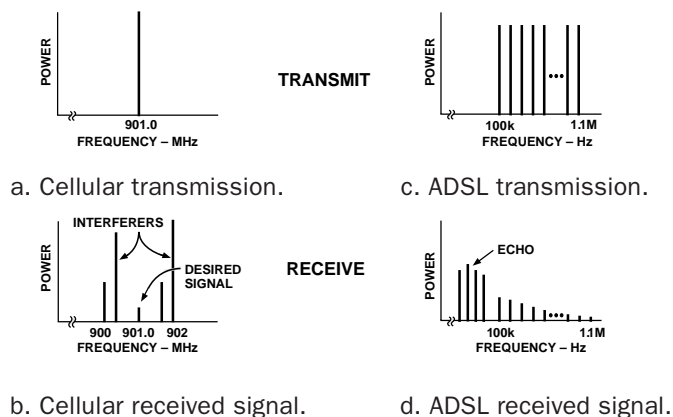 POWER
901.0
FREQUENCY – MHz
TRANSMIT
POWER
100k
1.1M
FREQUENCY – Hz
a. Cellular transmission.
c. ADSL transmission.
INTERFERERS
DESIRED
SIGNAL
POWER
900 901.0 902
FREQUENCY – MHz
RECEIVE
ECHO
POWER
100k
1.1M
FREQUENCY – Hz
b. Cellular received signal.
d. ADSL received signal.